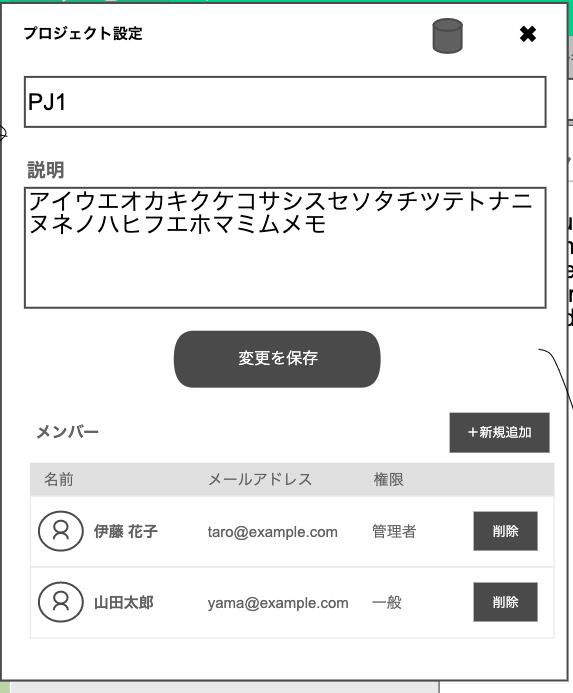 プロジェクト設定
PJ1
説明
アイウエオカキクケコサシスセソタチツテトナニ
ヌネノハヒフエホマミムメモ
変更を保存
メンバー
＋新規追加
名前 メールアドレス 権限
伊藤 花子 taro@example.com 管理者 削除
山田太郎 yama@example.com 一般 削除